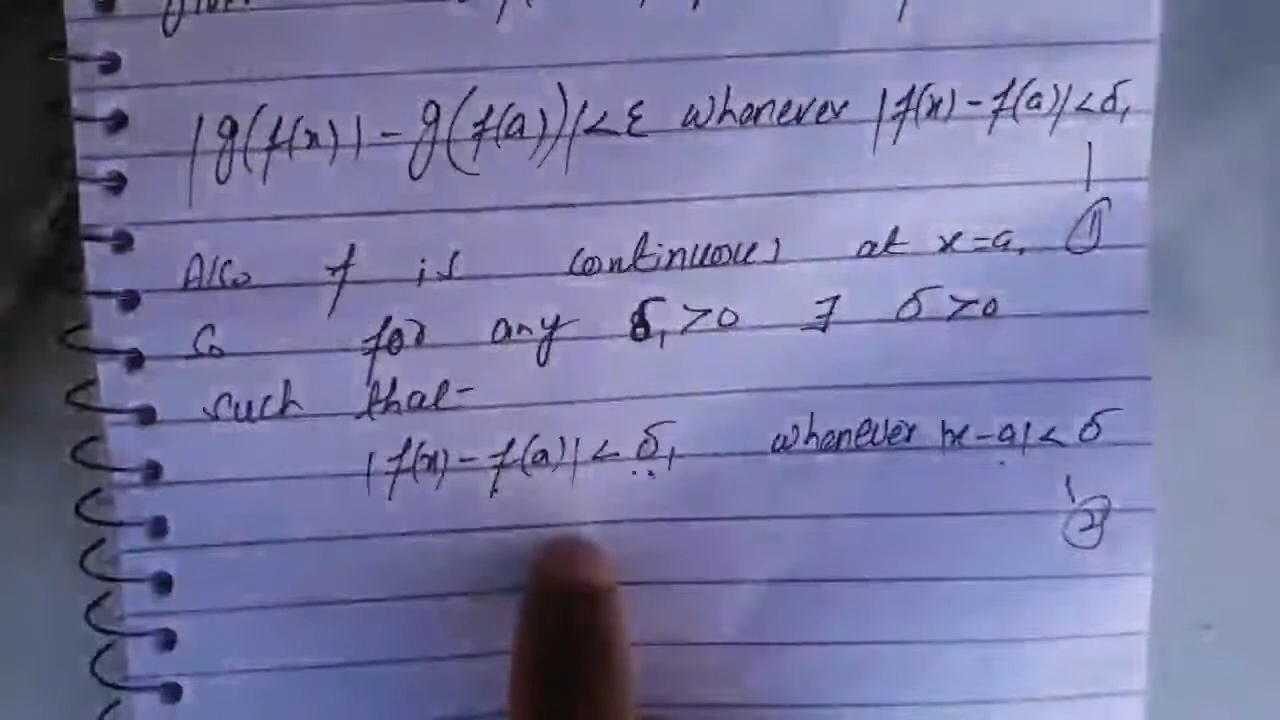 |g(f(x)) - g(f(a))| < ε whenever |f(x) - f(a)| < δ₁
Also f is continuous at x=a. ①
So for any δ₁>0 ∃ δ>0
such that
|f(x) - f(a)| < δ₁ whenever |x-a| < δ
②